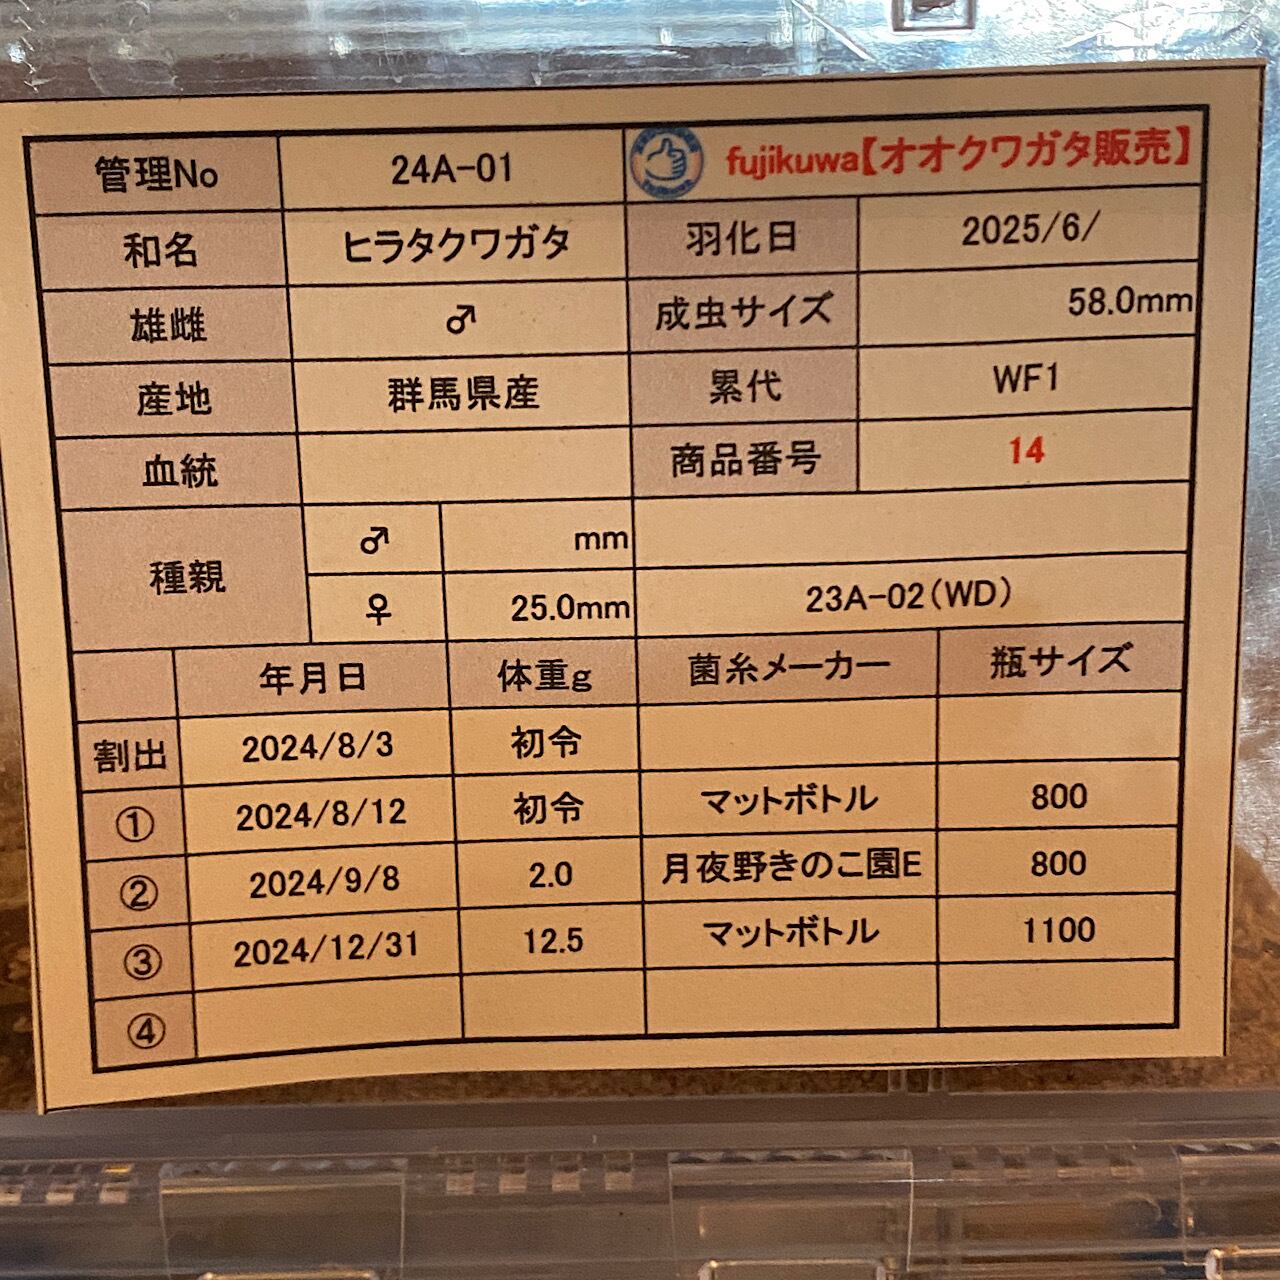 管理No 24A-01 fujikuwa【オオクワガタ販売】
和名 ヒラタクワガタ 羽化日 2025/6/
雄雌 ♂ 成虫サイズ 58.0mm
産地 群馬県産 累代 WF1
血統 商品番号 14
種親 ♂ mm
♀ 25.0mm 23A-02(WD)
年月日 体重g 菌糸メーカー 瓶サイズ
割出 2024/8/3 初令
① 2024/8/12 初令 マットボトル 800
② 2024/9/8 2.0 月夜野きのこ園E 800
③ 2024/12/31 12.5 マットボトル 1100
④